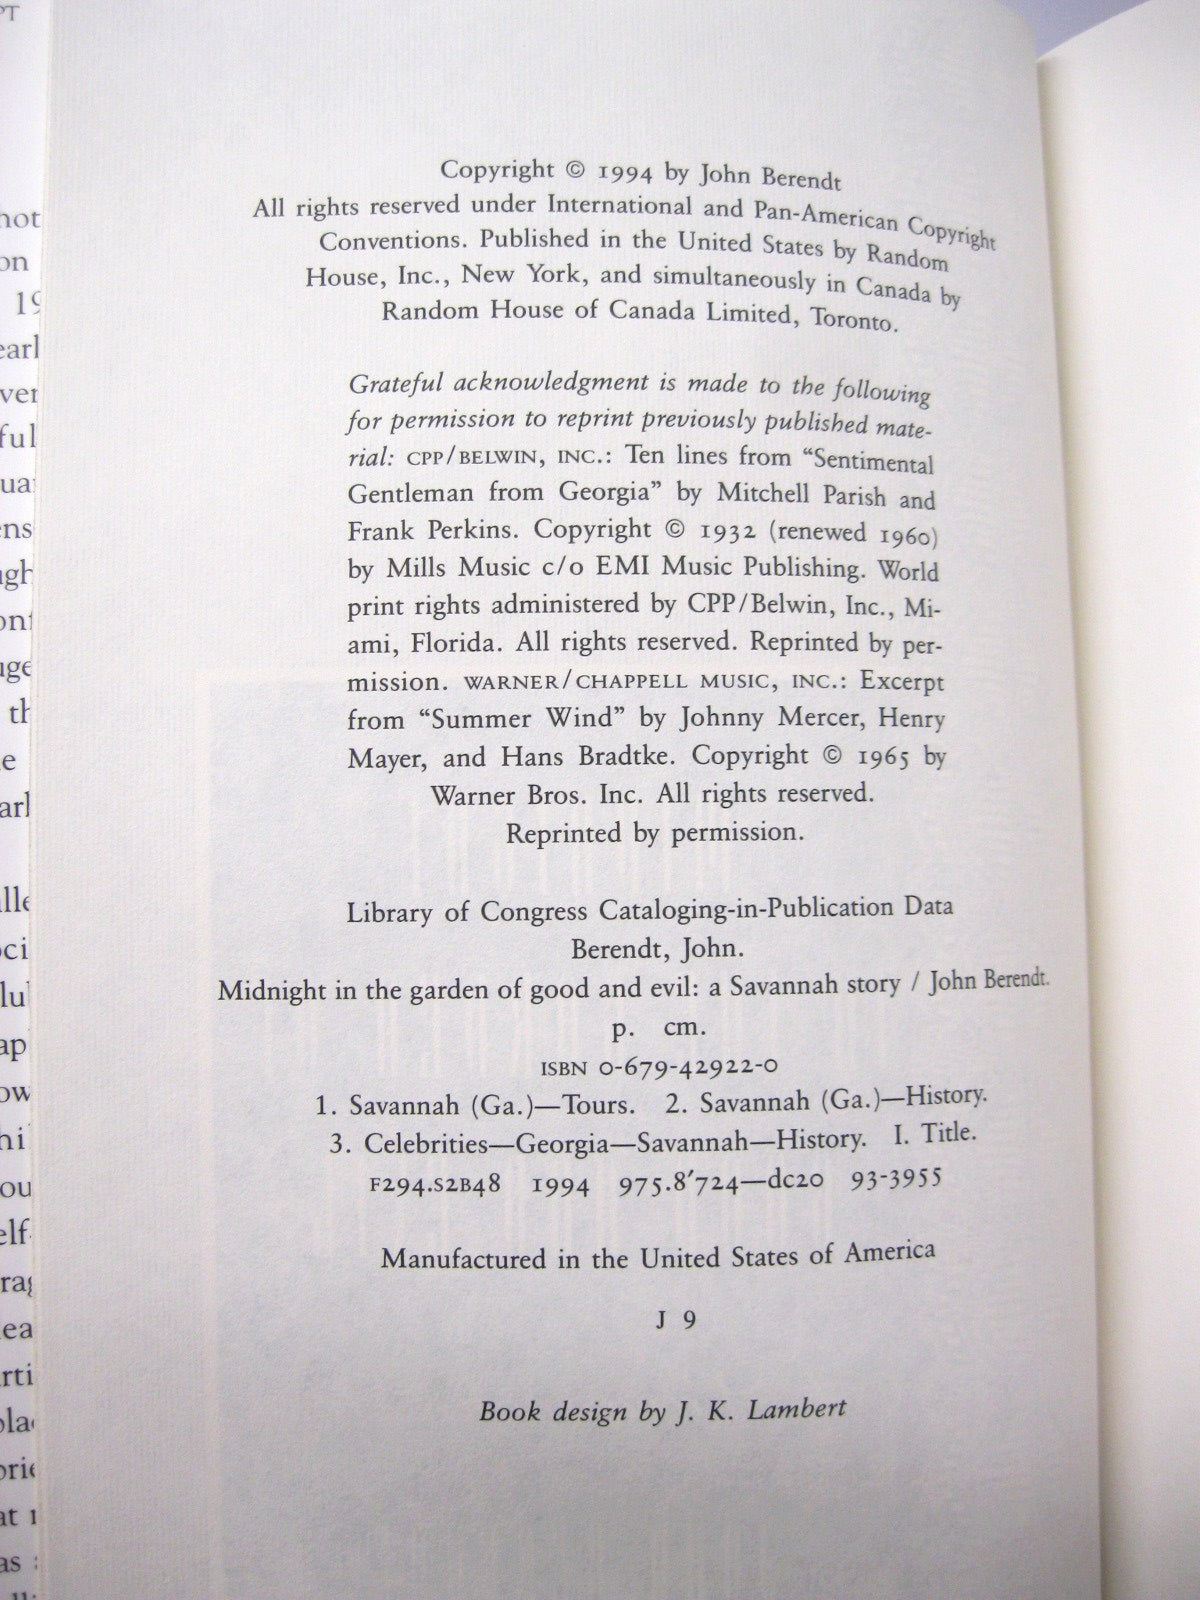 Copyright © 1994 by John Berendt
All rights reserved under International and Pan-American Copyright
Conventions. Published in the United States by Random
House, Inc., New York, and simultaneously in Canada by
Random House of Canada Limited, Toronto.
Grateful acknowledgment is made to the following
for permission to reprint previously published mate-
rial: CPP/BELWIN, INC.: Ten lines from “Sentimental
Gentleman from Georgia” by Mitchell Parish and
Frank Perkins. Copyright © 1932 (renewed 1960)
by Mills Music c/o EMI Music Publishing. World
print rights administered by CPP/Belwin, Inc., Mi-
ami, Florida. All rights reserved. Reprinted by per-
mission. WARNER/CHAPPELL MUSIC, INC.: Excerpt
from “Summer Wind” by Johnny Mercer, Henry
Mayer, and Hans Bradtke. Copyright © 1965 by
Warner Bros. Inc. All rights reserved.
Reprinted by permission.
Library of Congress Cataloging-in-Publication Data
Berendt, John.
Midnight in the garden of good and evil: a Savannah story / John Berendt.
p. cm.
ISBN 0-679-42922-0
1. Savannah (Ga.)—Tours. 2. Savannah (Ga.)—History.
3. Celebrities—Georgia—Savannah—History. I. Title.
F294.S2B48 1994 975.8′724—dc20 93-3955
Manufactured in the United States of America
J 9
Book design by J. K. Lambert